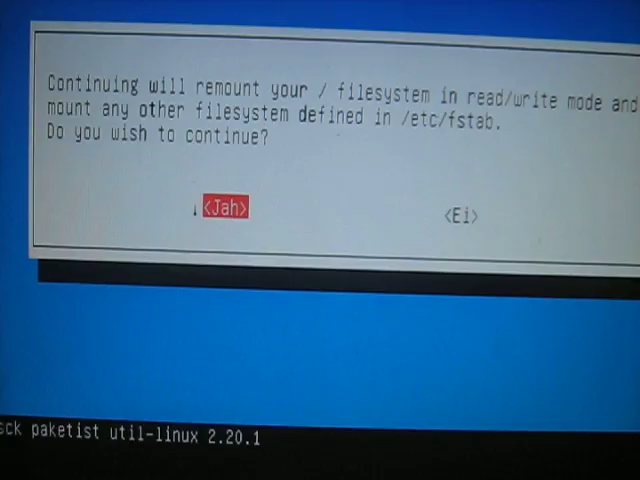 Continuing will remount your / filesystem in read/write mode and
mount any other filesystem defined in /etc/fstab.
Do you wish to continue?
<Jah>
<Ei>
sck paketist util-linux 2.20.1